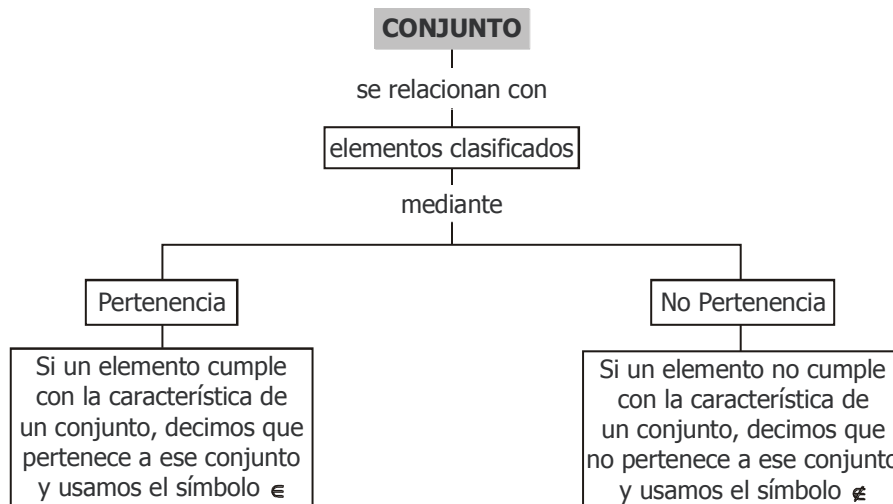 CONJUNTO
se relacionan con
elementos clasificados
mediante
Pertenencia
Si un elemento cumple
con la característica de
un conjunto, decimos que
pertenece a ese conjunto
y usamos el símbolo ∈
No Pertenencia
Si un elemento no cumple
con la característica de
un conjunto, decimos que
no pertenece a ese conjunto
y usamos el símbolo ∉